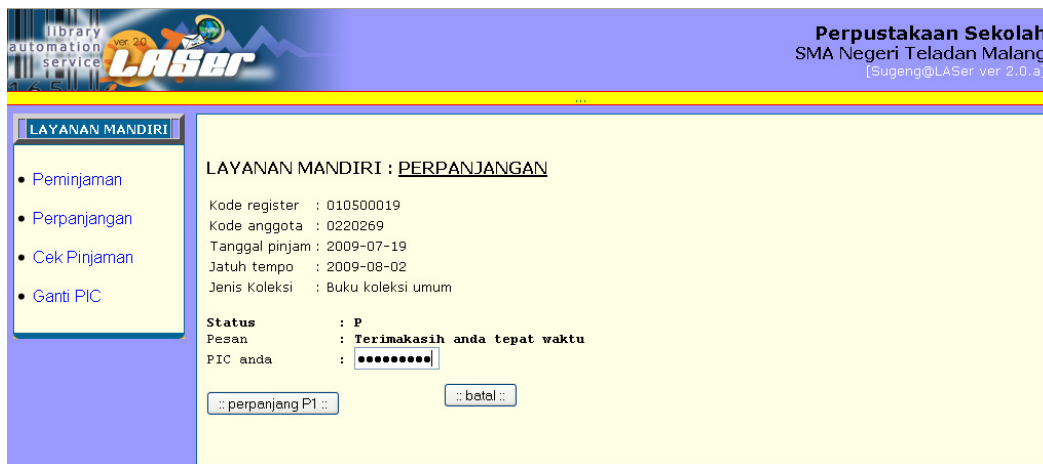 library
automation
service
ver. 2.0
LASer
Perpustakaan Sekolah
SMA Negeri Teladan Malang
[Sugeng@LASer ver 2.0.a]
...
LAYANAN MANDIRI
Peminjaman
Perpanjangan
Cek Pinjaman
Ganti PIC
LAYANAN MANDIRI : PERPANJANGAN
Kode register : 010500019
Kode anggota : 0220269
Tanggal pinjam : 2009-07-19
Jatuh tempo : 2009-08-02
Jenis Koleksi : Buku koleksi umum
Status : P
Pesan : Terimakasih anda tepat waktu
PIC anda : ●●●●●●●●●
:: perpanjang P1 ::
:: batal ::